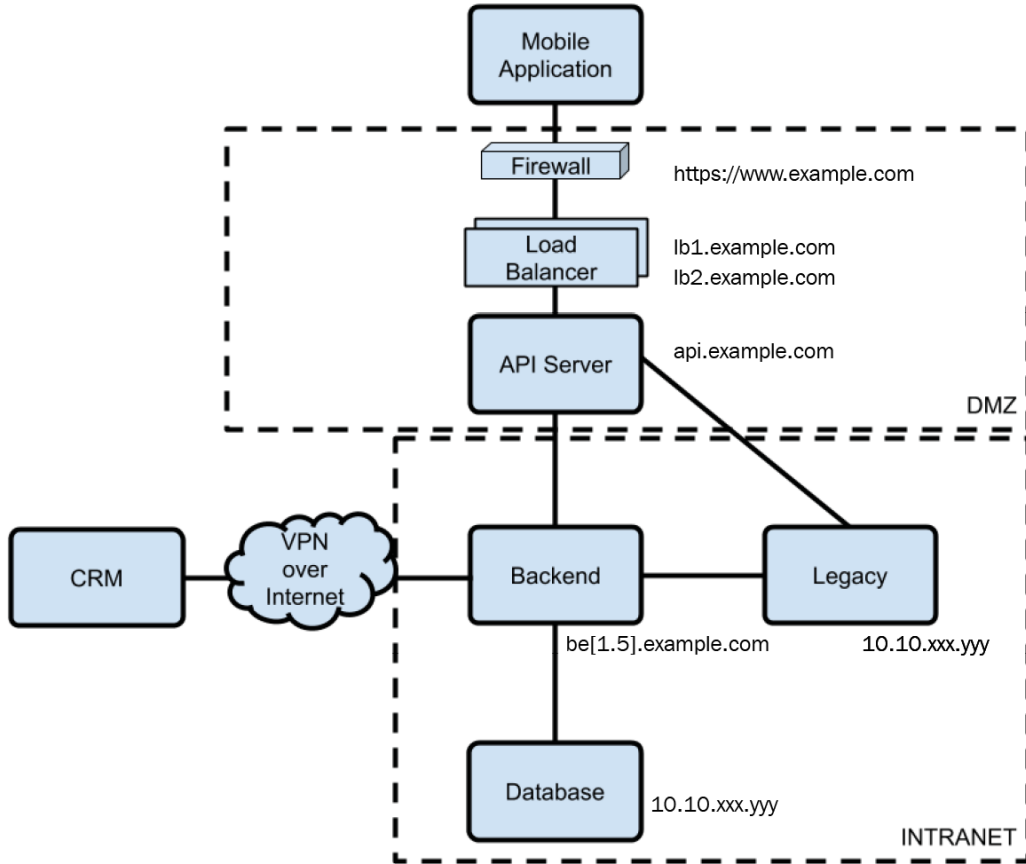 Mobile
Application
Firewall
https://www.example.com
Load
Balancer
lb1.example.com
lb2.example.com
API Server
api.example.com
DMZ
CRM
VPN
over
Internet
Backend
Legacy
be[1.5].example.com
10.10.xxx.yyy
Database
10.10.xxx.yyy
INTRANET